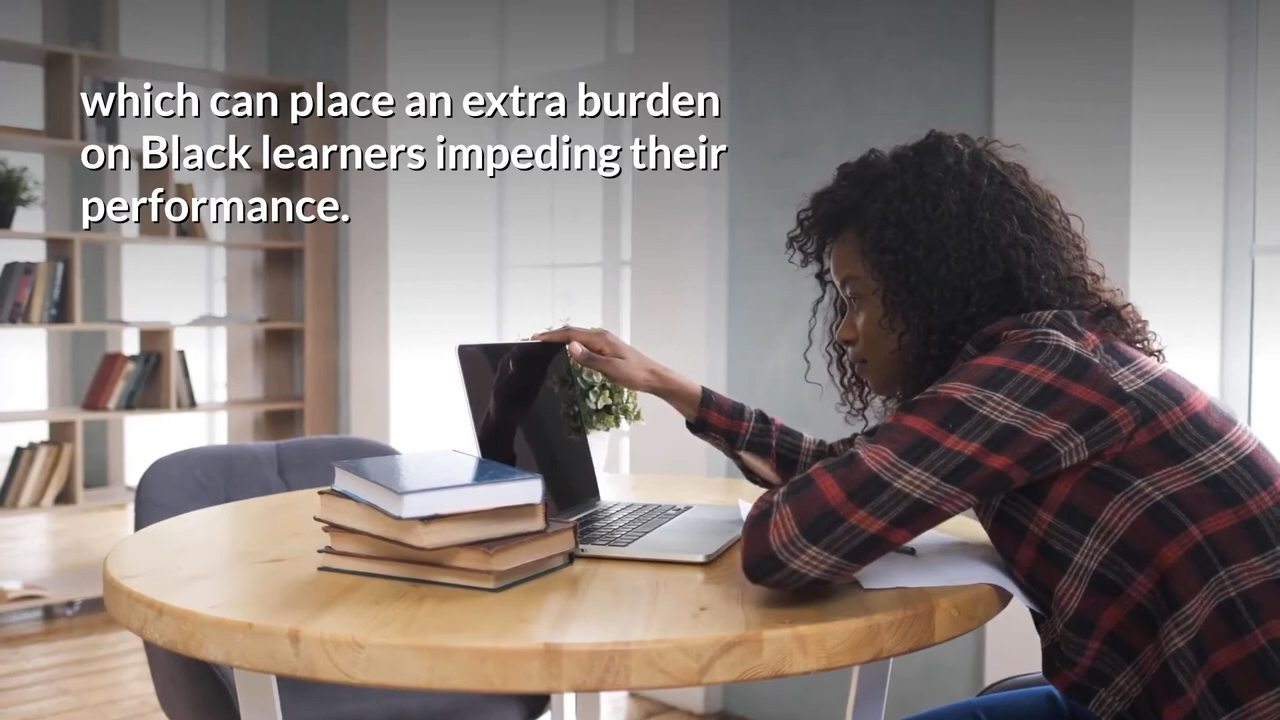 which can place an extra burden
on Black learners impeding their
performance.